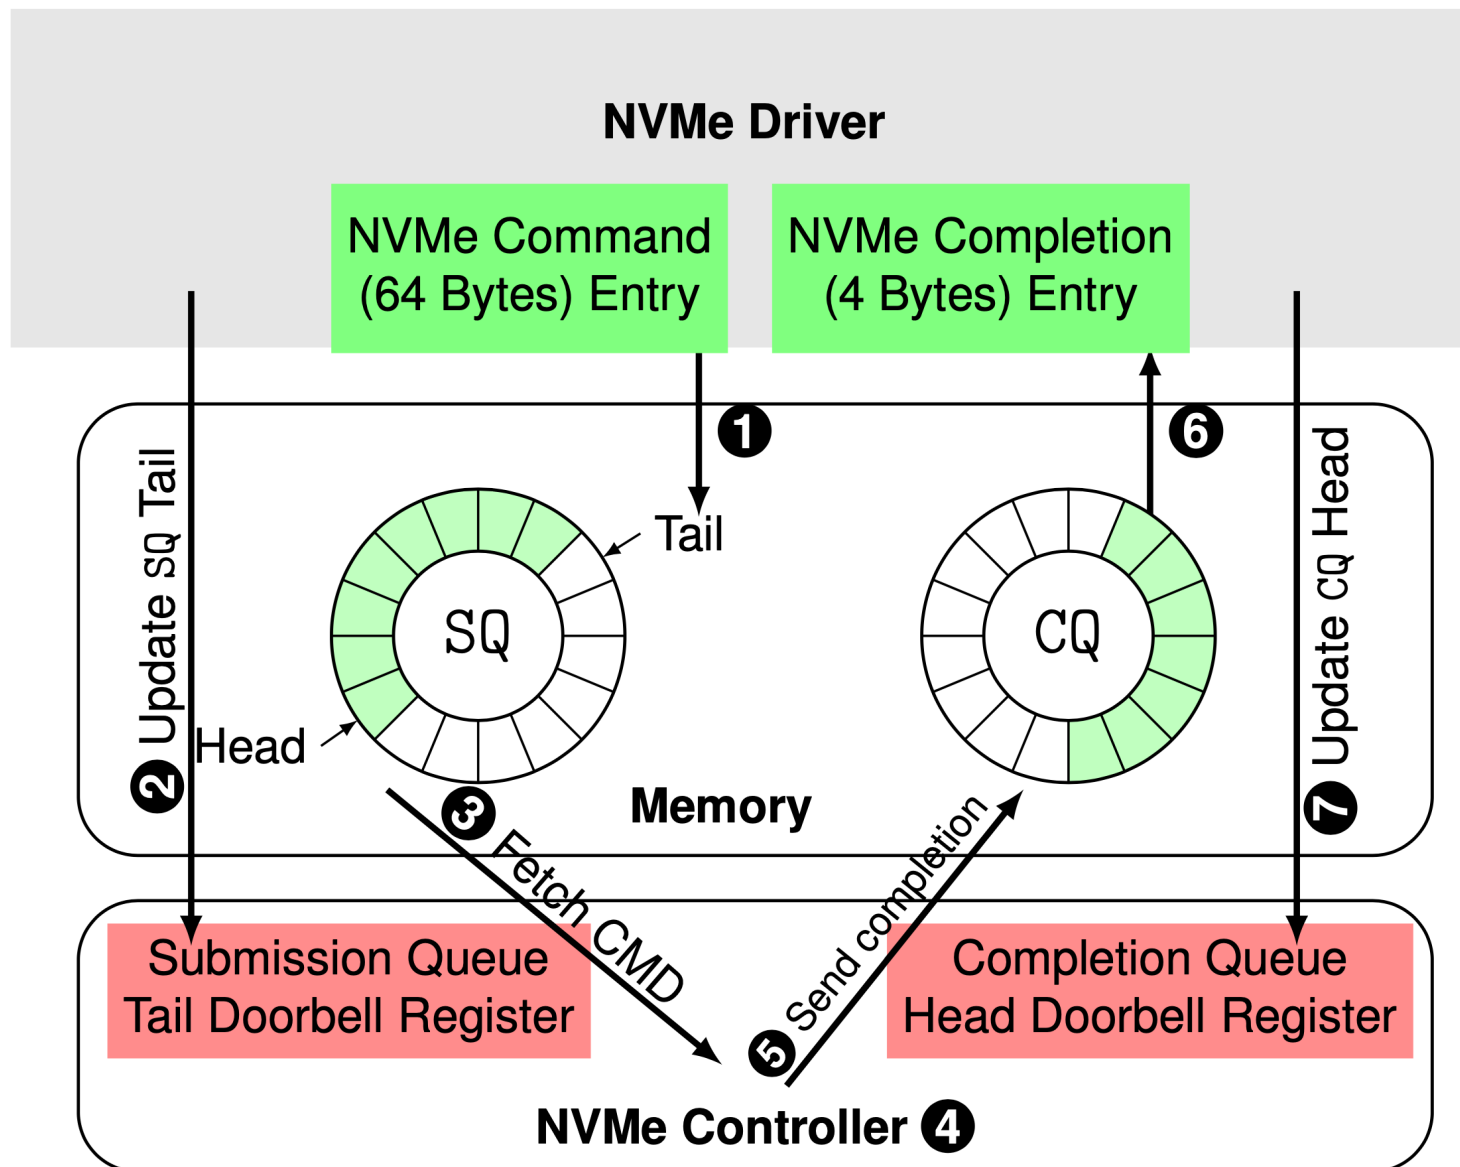 NVMe Driver
NVMe Command
(64 Bytes) Entry
NVMe Completion
(4 Bytes) Entry
1
6
2 Update SQ Tail
Tail
SQ
Head
CQ
7 Update CQ Head
Memory
3 Fetch CMD
5 Send completion
Submission Queue
Tail Doorbell Register
Completion Queue
Head Doorbell Register
NVMe Controller 4